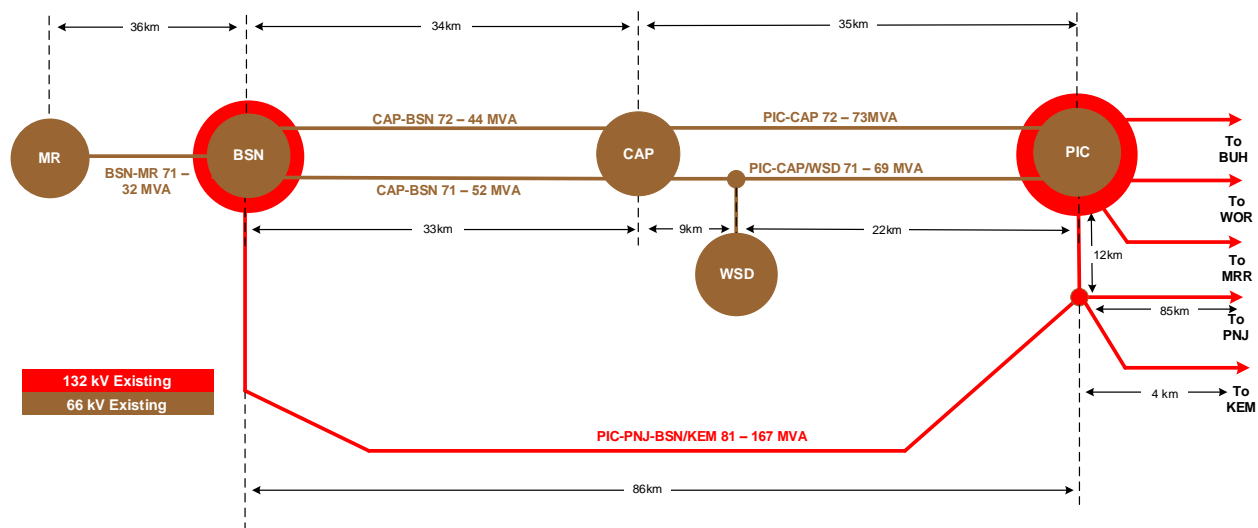 36km
34km
35km
CAP-BSN 72 – 44 MVA
PIC-CAP 72 – 73MVA
MR
BSN
CAP
PIC
To
BUH
BSN-MR 71 –
32 MVA
CAP-BSN 71 – 52 MVA
PIC-CAP/WSD 71 – 69 MVA
To
WOR
33km
9km
22km
12km
To
MRR
WSD
85km
To
PNJ
132 kV Existing
66 kV Existing
4 km
To
KEM
PIC-PNJ-BSN/KEM 81 – 167 MVA
86km